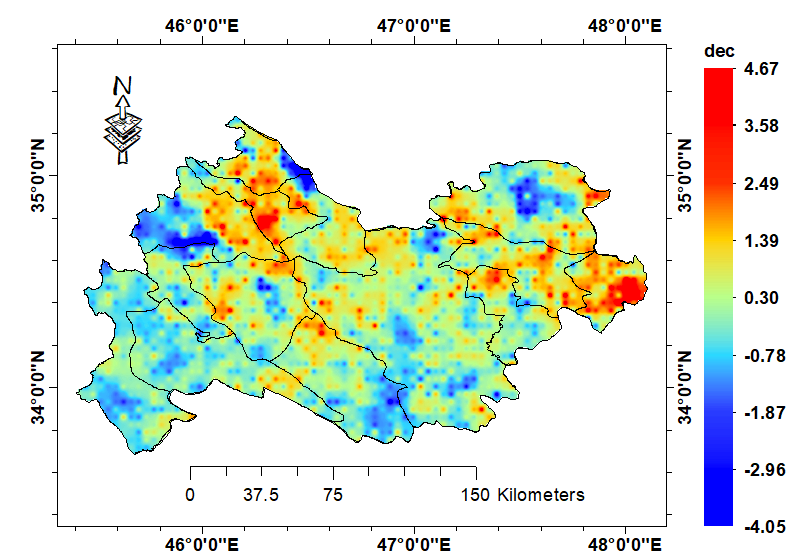 46°0'0"E 47°0'0"E 48°0'0"E
dec
4.67
3.58
2.49
1.39
0.30
-0.78
-1.87
-2.96
-4.05
N
35°0'0"N 35°0'0"N
34°0'0"N 34°0'0"N
0 37.5 75 150 Kilometers
46°0'0"E 47°0'0"E 48°0'0"E